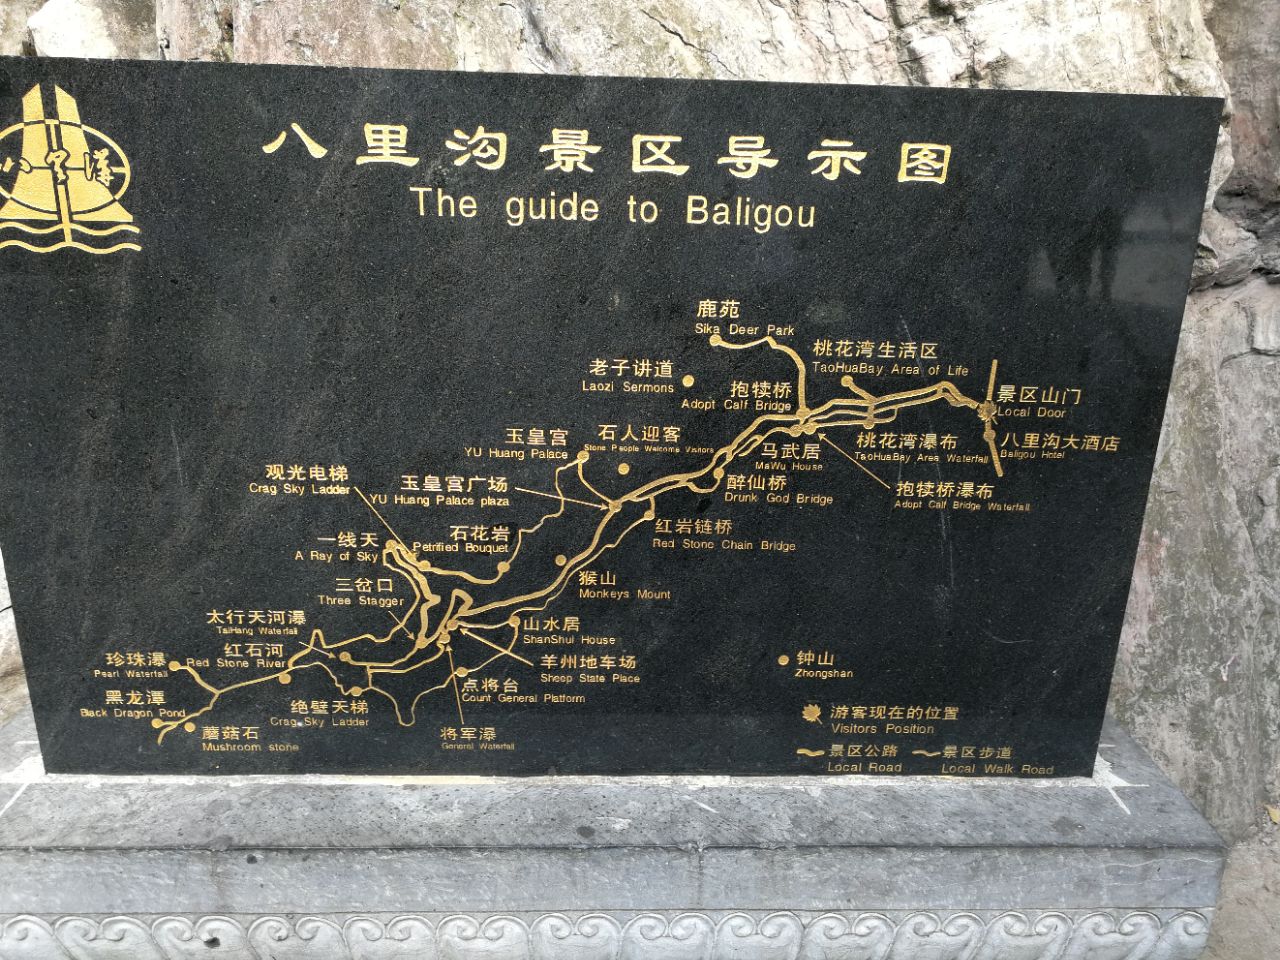 八里沟
八里沟景区导示图
The guide to Baligou
鹿苑
Sika Deer Park
桃花湾生活区
TaoHuaBay Area of Life
老子讲道
Laozi Sermons
抱犊桥
Adopt Calf Bridge
景区山门
Local Door
玉皇宫
YU Huang Palace
石人迎客
Stone People Welcome Visitors
马武居
MaWu House
桃花湾瀑布
TaoHuaBay Area Waterfall
八里沟大酒店
Baligou Hotel
观光电梯
Crag Sky Ladder
玉皇宫广场
YU Huang Palace plaza
醉仙桥
Drunk God Bridge
抱犊桥瀑布
Adopt Calf Bridge Waterfall
一线天
A Ray of Sky
石花岩
Petrified Bouquet
红岩链桥
Red Stone Chain Bridge
三岔口
Three Stagger
猴山
Monkeys Mount
太行天河瀑
TaiHang Waterfall
山水居
ShanShui House
红石河
Red Stone River
珍珠瀑
Pearl Waterfall
羊州地车场
Sheep State Place
钟山
Zhongshan
黑龙潭
Black Dragon Pond
绝壁天梯
Crag Sky Ladder
点将台
Count General Platform
蘑菇石
Mushroom stone
将军瀑
General Waterfall
游客现在的位置
Visitors Position
景区公路
Local Road
景区步道
Local Walk Road